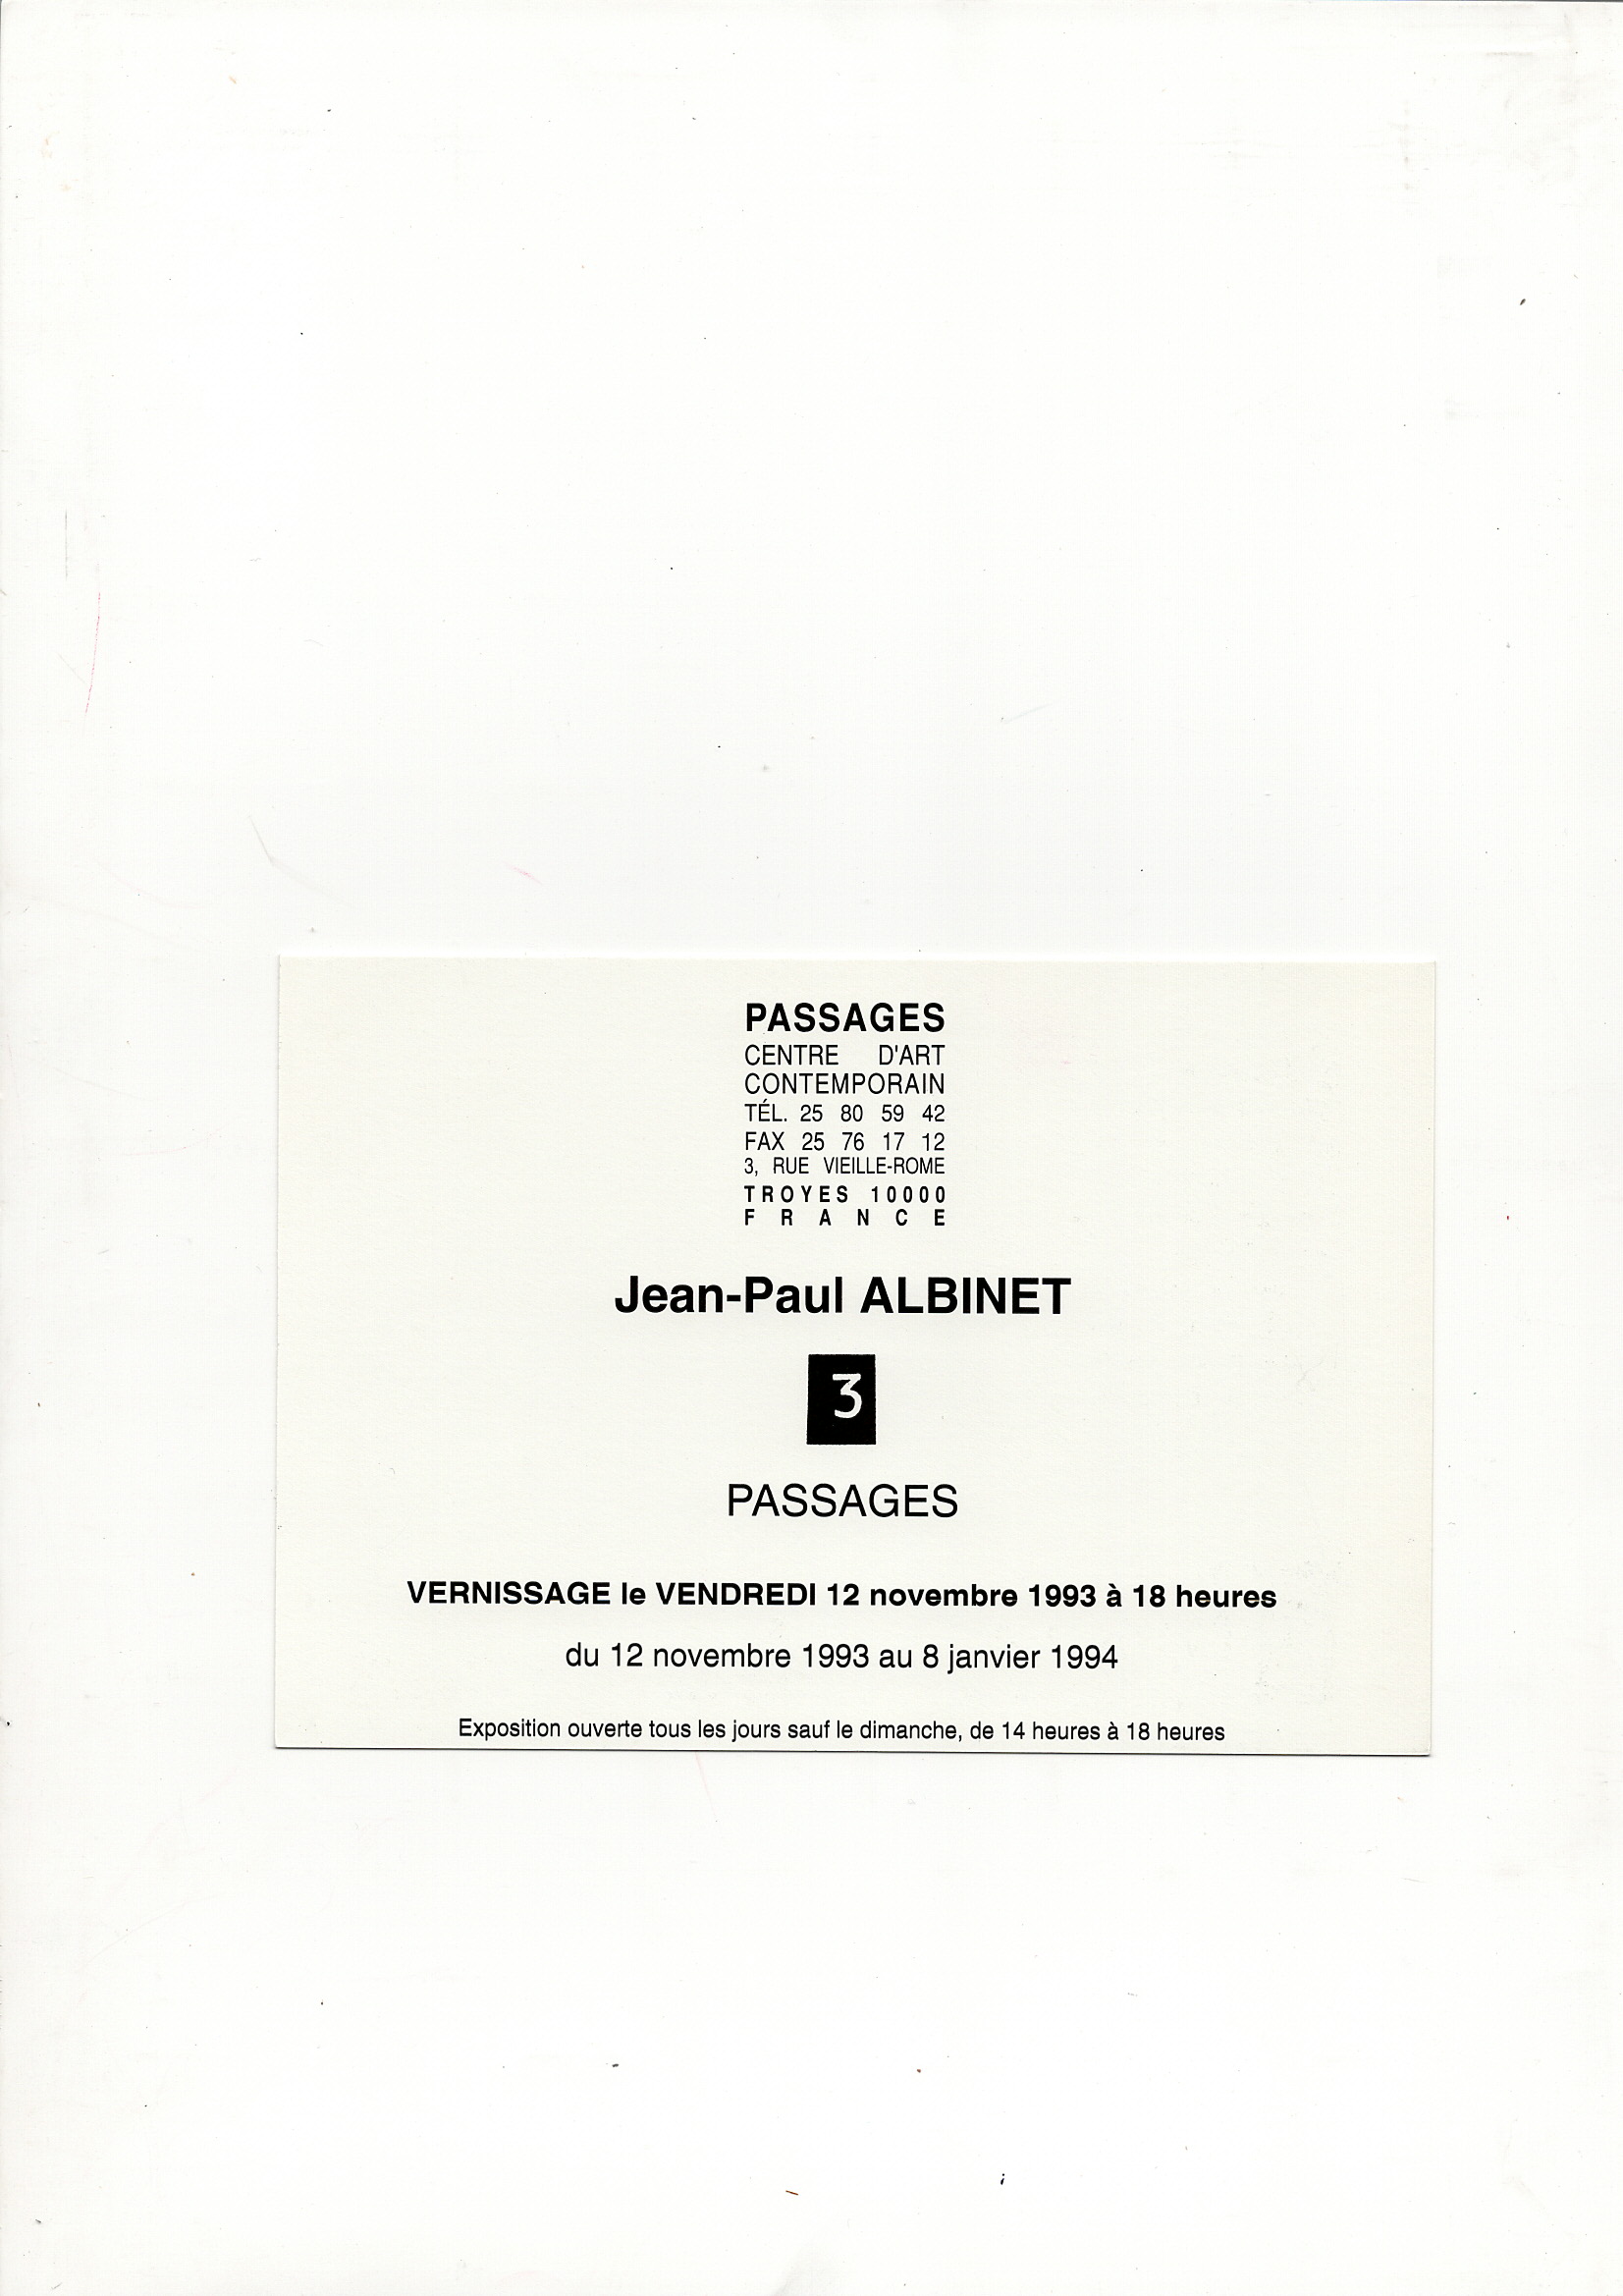 PASSAGES
CENTRE D'ART
CONTEMPORAIN
TÉL. 25 80 59 42
FAX 25 76 17 12
3, RUE VIEILLE-ROME
TROYES 10000
FRANCE
Jean-Paul ALBINET
3
PASSAGES
VERNISSAGE le VENDREDI 12 novembre 1993 à 18 heures
du 12 novembre 1993 au 8 janvier 1994
Exposition ouverte tous les jours sauf le dimanche, de 14 heures à 18 heures